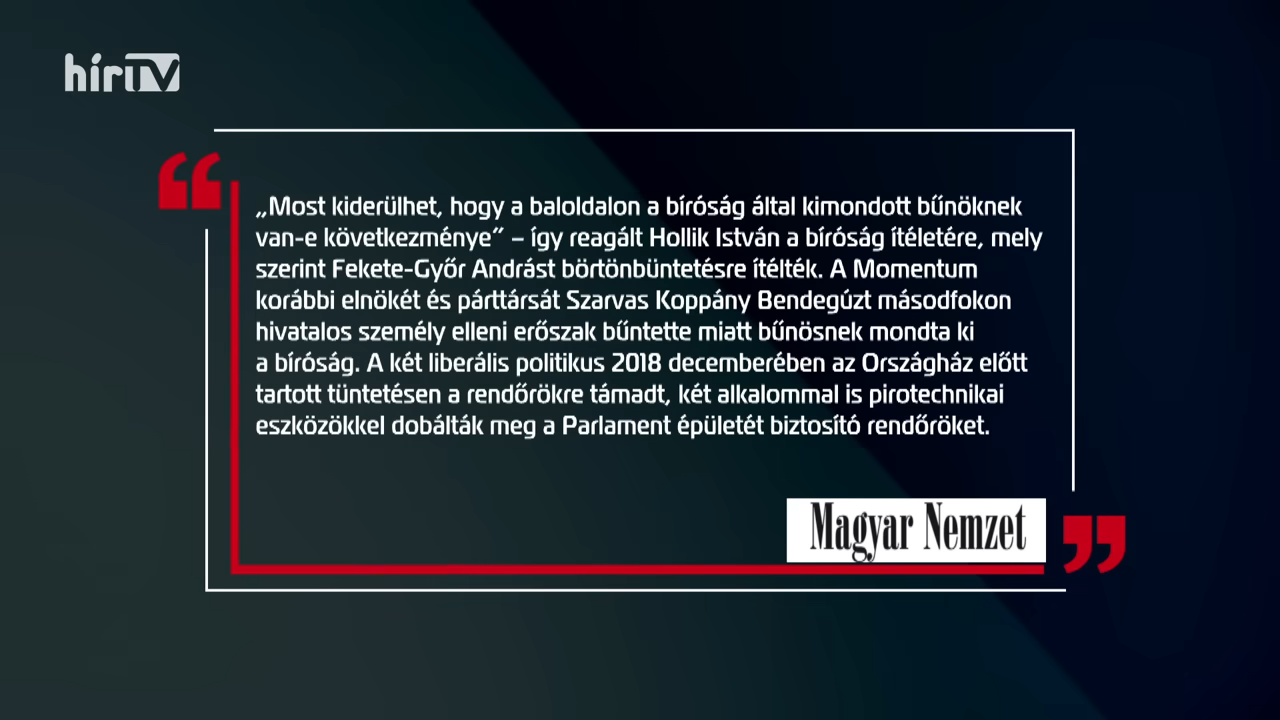 hírTV
„Most kiderülhet, hogy a baloldalon a bíróság által kimondott bűnöknek
van-e következménye” – így reagált Hollik István a bíróság ítéletére, mely
szerint Fekete-Győr Andrást börtönbüntetésre ítélték. A Momentum
korábbi elnökét és párttársát Szarvas Koppány Bendegúzt másodfokon
hivatalos személy elleni erőszak bűntette miatt bűnösnek mondta ki
a bíróság. A két liberális politikus 2018 decemberében az Országház előtt
tartott tüntetésen a rendőrökre támadt, két alkalommal is pirotechnikai
eszközökkel dobálták meg a Parlament épületét biztosító rendőröket.
Magyar Nemzet